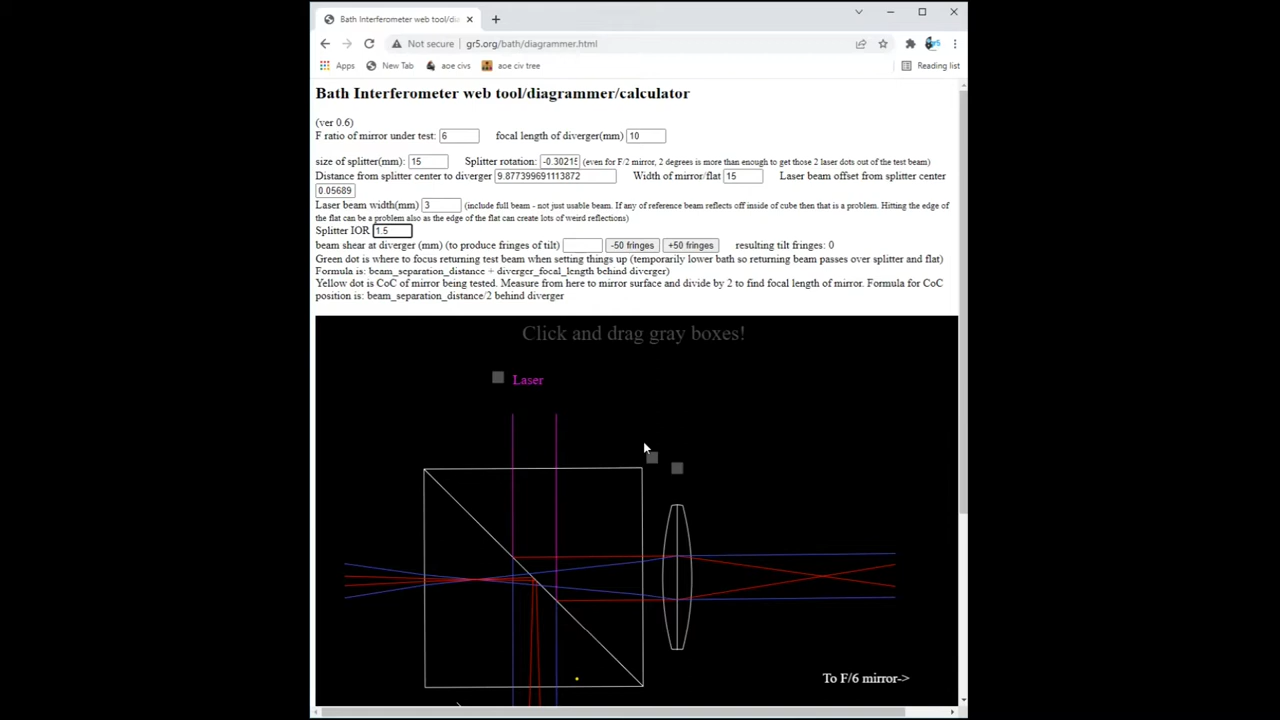 Bath Interferometer web tool/di
Not secure gr5.org/bath/diagrammer.html
Apps New Tab aoe civs aoe civ tree Reading list
Bath Interferometer web tool/diagrammer/calculator
(ver 0.6)
F ratio of mirror under test: 6 focal length of diverger(mm) 10
size of splitter(mm): 15 Splitter rotation: -0.3021 (even for F/2 mirror, 2 degrees is more than enough to get those 2 laser dots out of the test beam)
Distance from splitter center to diverger 9.877399691113872 Width of mirror/flat 15 Laser beam offset from splitter center
0.05689
Laser beam width(mm) 3 (include full beam - not just usable beam. If any of reference beam reflects off inside of cube then that is a problem. Hitting the edge of
the flat can be a problem also as the edge of the flat can create lots of weird reflections)
Splitter IOR 1.5
beam shear at diverger (mm) (to produce fringes of tilt) -50 fringes +50 fringes resulting tilt fringes: 0
Green dot is where to focus returning test beam when setting things up (temporarily lower bath so returning beam passes over splitter and flat)
Formula is: beam_separation_distance + diverger_focal_length behind diverger)
Yellow dot is CoC of mirror being tested. Measure from here to mirror surface and divide by 2 to find focal length of mirror. Formula for CoC
position is: beam_separation_distance/2 behind diverger
Click and drag gray boxes!
Laser
To F/6 mirror->